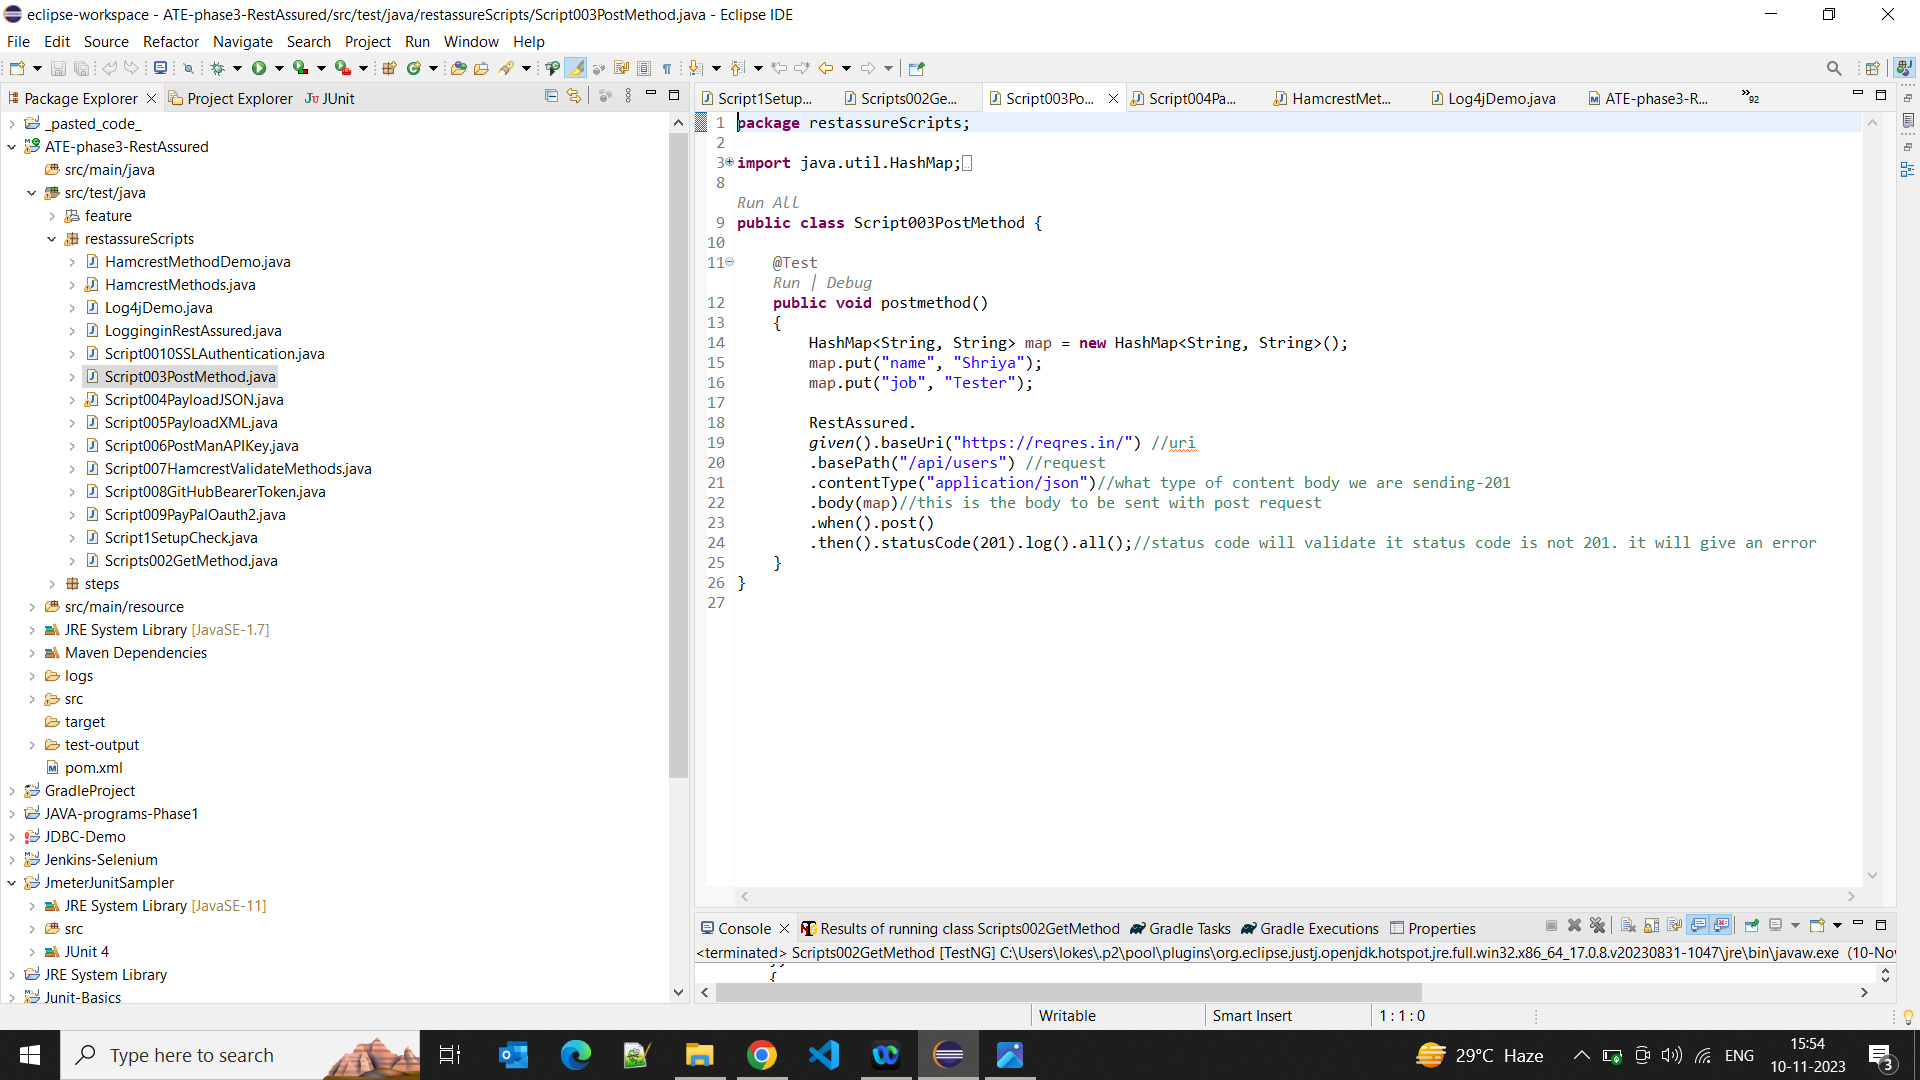 eclipse-workspace - ATE-phase3-RestAssured/src/test/java/restassureScripts/Script003PostMethod.java - Eclipse IDE
File Edit Source Refactor Navigate Search Project Run Window Help
Package Explorer Project Explorer JUnit
_pasted_code_
ATE-phase3-RestAssured
src/main/java
src/test/java
feature
restassureScripts
HamcrestMethodDemo.java
HamcrestMethods.java
Log4jDemo.java
LogginginRestAssured.java
Script0010SSLAuthentication.java
Script003PostMethod.java
Script004PayloadJSON.java
Script005PayloadXML.java
Script006PostManAPIKey.java
Script007HamcrestValidateMethods.java
Script008GitHubBearerToken.java
Script009PayPalOauth2.java
Script1SetupCheck.java
Scripts002GetMethod.java
steps
src/main/resource
JRE System Library [JavaSE-1.7]
Maven Dependencies
logs
src
target
test-output
pom.xml
GradleProject
JAVA-programs-Phase1
JDBC-Demo
Jenkins-Selenium
JmeterJunitSampler
JRE System Library [JavaSE-11]
src
JUnit 4
JRE System Library
Junit-Basics
Script1Setup... Scripts002Ge... Script003Po... Script004Pa... HamcrestMet... Log4jDemo.java ATE-phase3-R... »92
1 package restassureScripts;
2
3 import java.util.HashMap;
8
Run All
9 public class Script003PostMethod {
10
11 @Test
Run | Debug
12 public void postmethod()
13 {
14 HashMap<String, String> map = new HashMap<String, String>();
15 map.put("name", "Shriya");
16 map.put("job", "Tester");
17
18 RestAssured.
19 given().baseUri("https://reqres.in/") //uri
20 .basePath("/api/users") //request
21 .contentType("application/json")//what type of content body we are sending-201
22 .body(map)//this is the body to be sent with post request
23 .when().post()
24 .then().statusCode(201).log().all();//status code will validate it status code is not 201. it will give an error
25 }
26 }
27
Console Results of running class Scripts002GetMethod Gradle Tasks Gradle Executions Properties
<terminated> Scripts002GetMethod [TestNG] C:\Users\lokes\.p2\pool\plugins\org.eclipse.justj.openjdk.hotspot.jre.full.win32.x86_64_17.0.8.v20230831-1047\jre\bin\javaw.exe (10-Nov
{
Writable Smart Insert 1 : 1 : 0
Type here to search
29°C Haze ENG
15:54
10-11-2023
3